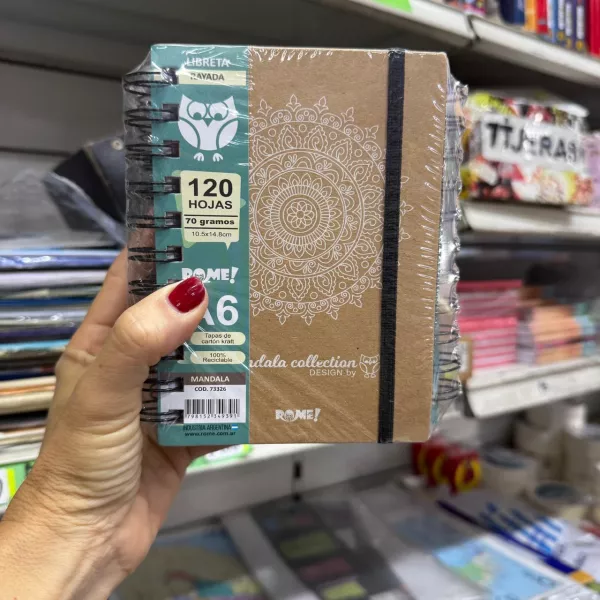 LIBRETA
RAYADA
120
HOJAS
70 gramos
10.5x14.8cm
ROME!
A6
Tapas de
cartón kraft
100%
Reciclable
MANDALA
COD. 73326
INDUSTRIA ARGENTINA
www.rome.com.ar
ndala collection
DESIGN by
ROME!
TIJERAS